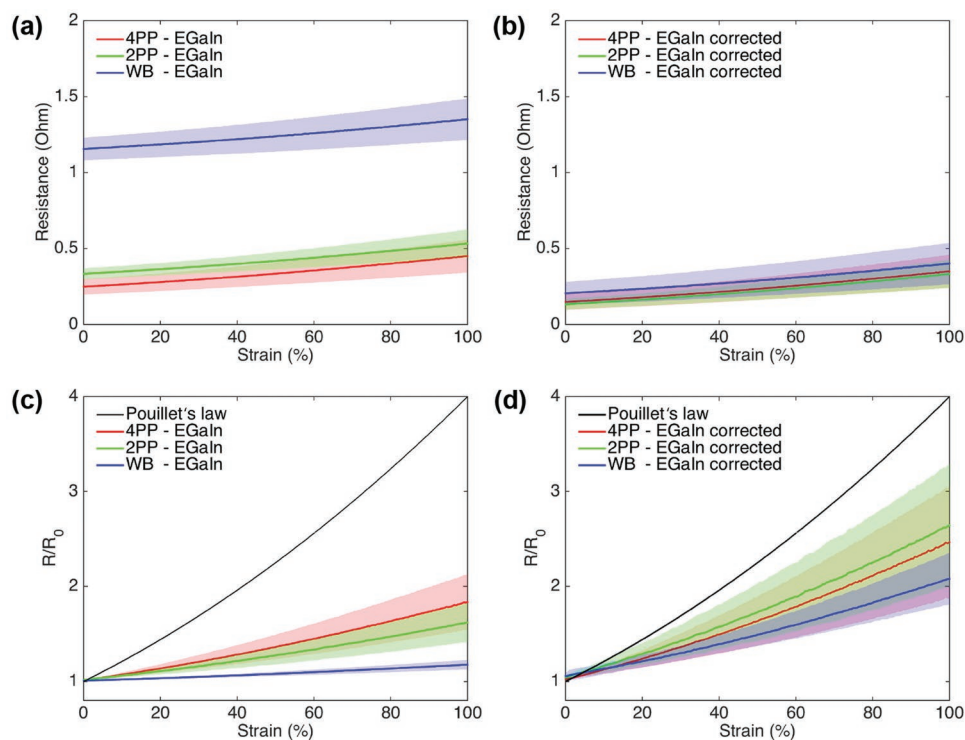 (a)
2
1.5
1
0.5
0
Resistance (Ohm)
4PP - EGaIn
2PP - EGaIn
WB - EGaIn
0 20 40 60 80 100
Strain (%)
(b)
2
1.5
1
0.5
0
Resistance (Ohm)
4PP - EGaIn corrected
2PP - EGaIn corrected
WB - EGaIn corrected
0 20 40 60 80 100
Strain (%)
(c)
4
3
2
1
R/R0
Pouillet's law
4PP - EGaIn
2PP - EGaIn
WB - EGaIn
0 20 40 60 80 100
Strain (%)
(d)
4
3
2
1
R/R0
Pouillet's law
4PP - EGaIn corrected
2PP - EGaIn corrected
WB - EGaIn corrected
0 20 40 60 80 100
Strain (%)